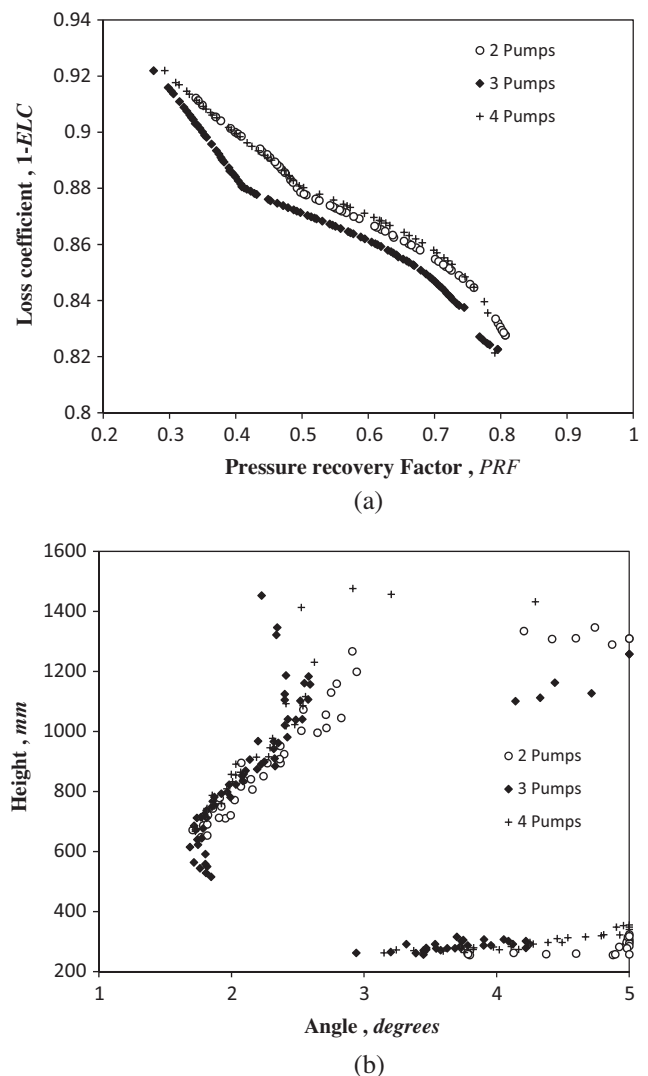 0.94
0.92
0.9
0.88
0.86
0.84
0.82
0.8
Loss coefficient , 1-ELC
2 Pumps
3 Pumps
4 Pumps
0.2 0.3 0.4 0.5 0.6 0.7 0.8 0.9 1
Pressure recovery Factor , PRF
(a)
1600
1400
1200
1000
800
600
400
200
Height , mm
2 Pumps
3 Pumps
4 Pumps
1 2 3 4 5
Angle , degrees
(b)